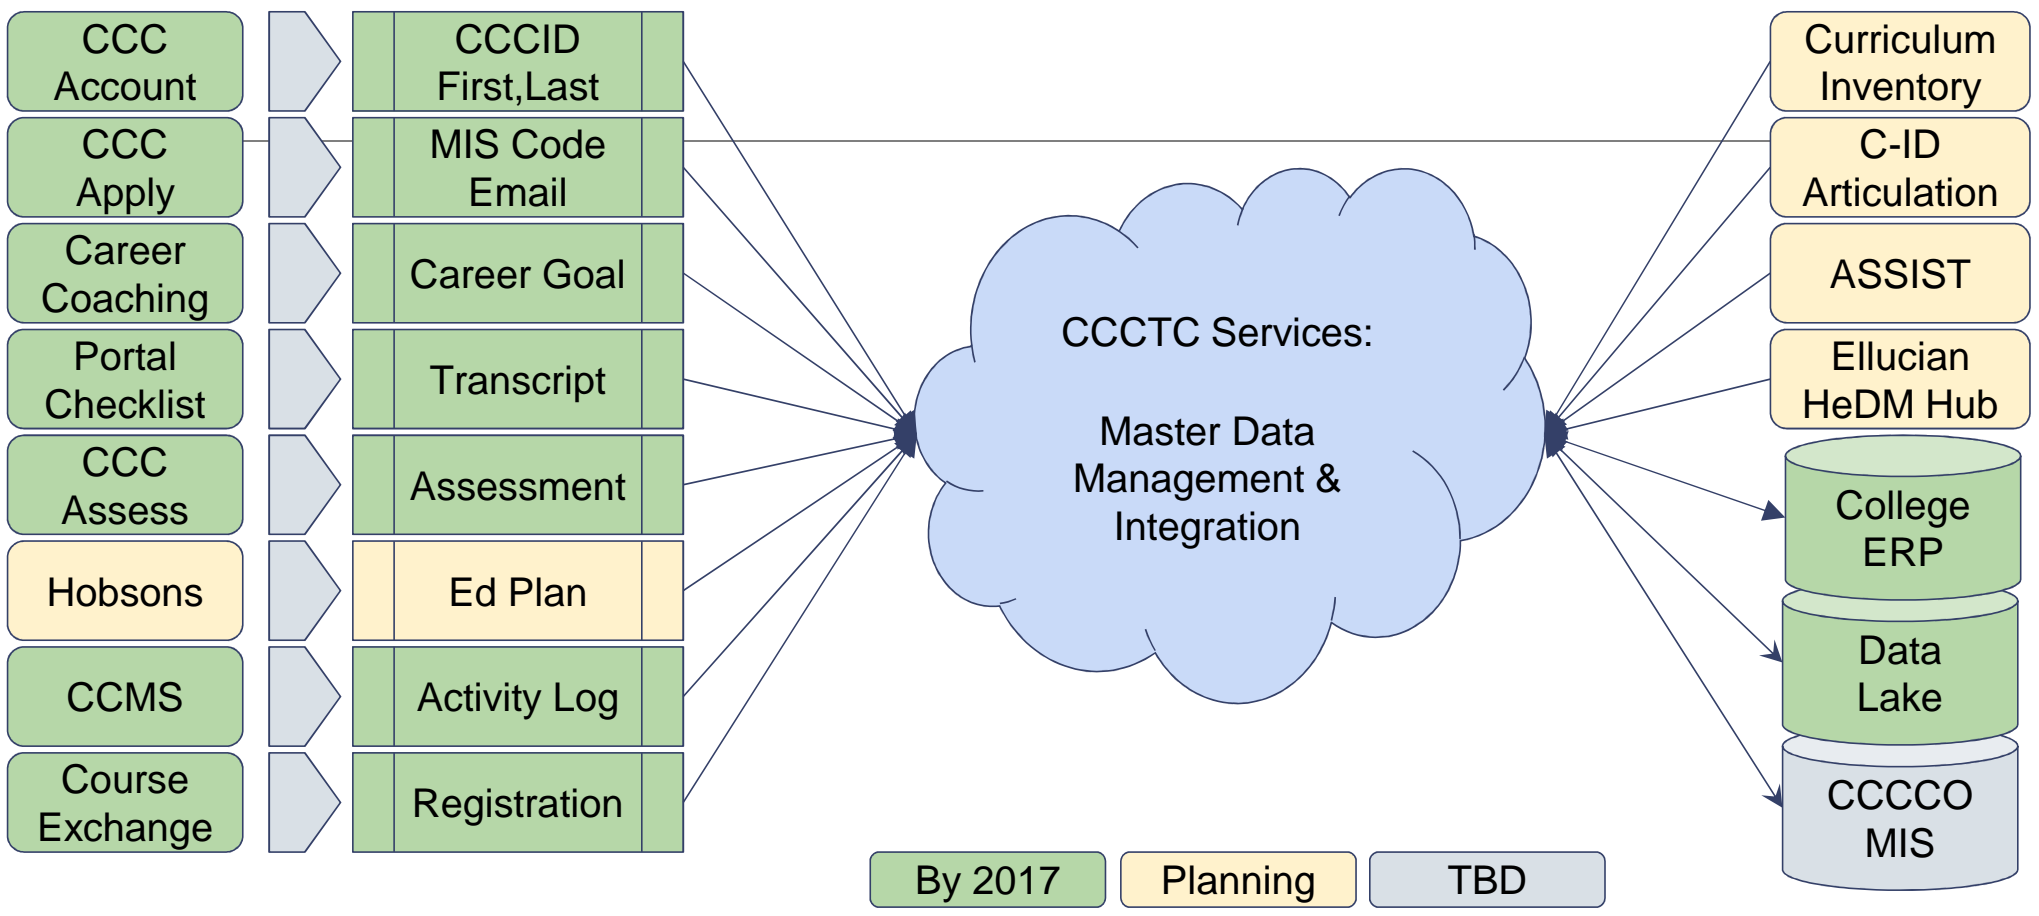 CCC
Account
CCCID
First,Last
CCC
Apply
MIS Code
Email
Career
Coaching
Career Goal
Portal
Checklist
Transcript
CCC
Assess
Assessment
Hobsons
Ed Plan
CCMS
Activity Log
Course
Exchange
Registration
CCCTC Services:
Master Data
Management &
Integration
Curriculum
Inventory
C-ID
Articulation
ASSIST
Ellucian
HeDM Hub
College
ERP
Data
Lake
CCCCO
MIS
By 2017
Planning
TBD